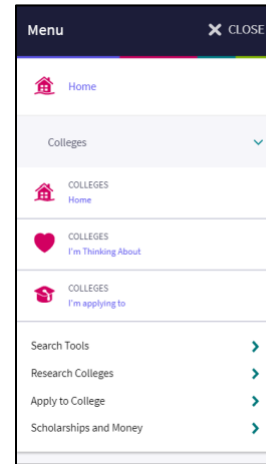 Menu CLOSE
Home
Colleges
COLLEGES
Home
COLLEGES
I'm Thinking About
COLLEGES
I'm applying to
Search Tools
Research Colleges
Apply to College
Scholarships and Money